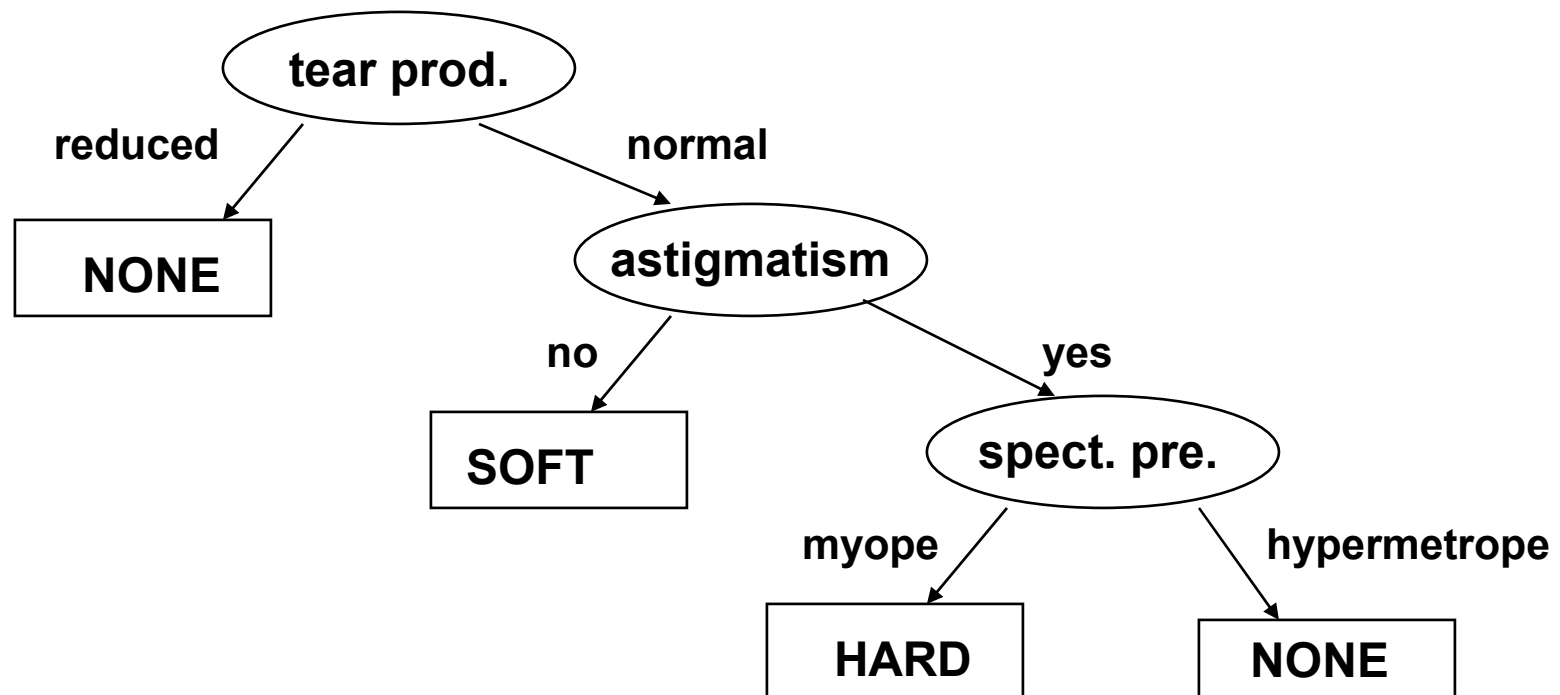 tear prod.
reduced
normal
NONE
astigmatism
no
yes
SOFT
spect. pre.
myope
hypermetrope
HARD
NONE